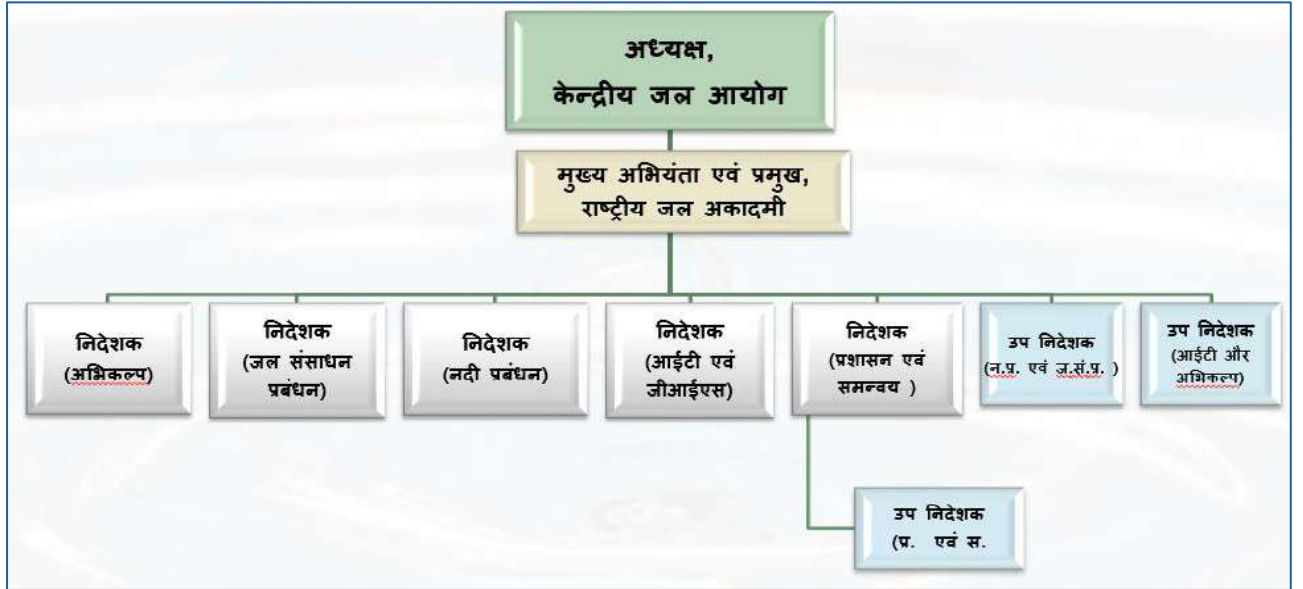 अध्यक्ष,
केन्द्रीय जल आयोग
मुख्य अभियंता एवं प्रमुख,
राष्ट्रीय जल अकादमी
निदेशक
(अभिकल्प)
निदेशक
(जल संसाधन
प्रबंधन)
निदेशक
(नदी प्रबंधन)
निदेशक
(आईटी एवं
जीआईएस)
निदेशक
(प्रशासन एवं
समन्वय )
उप निदेशक
(न.प्र. एवं ज.सं.प्र. )
उप निदेशक
(आईटी और
अभिकल्प)
उप निदेशक
(प्र. एवं स.